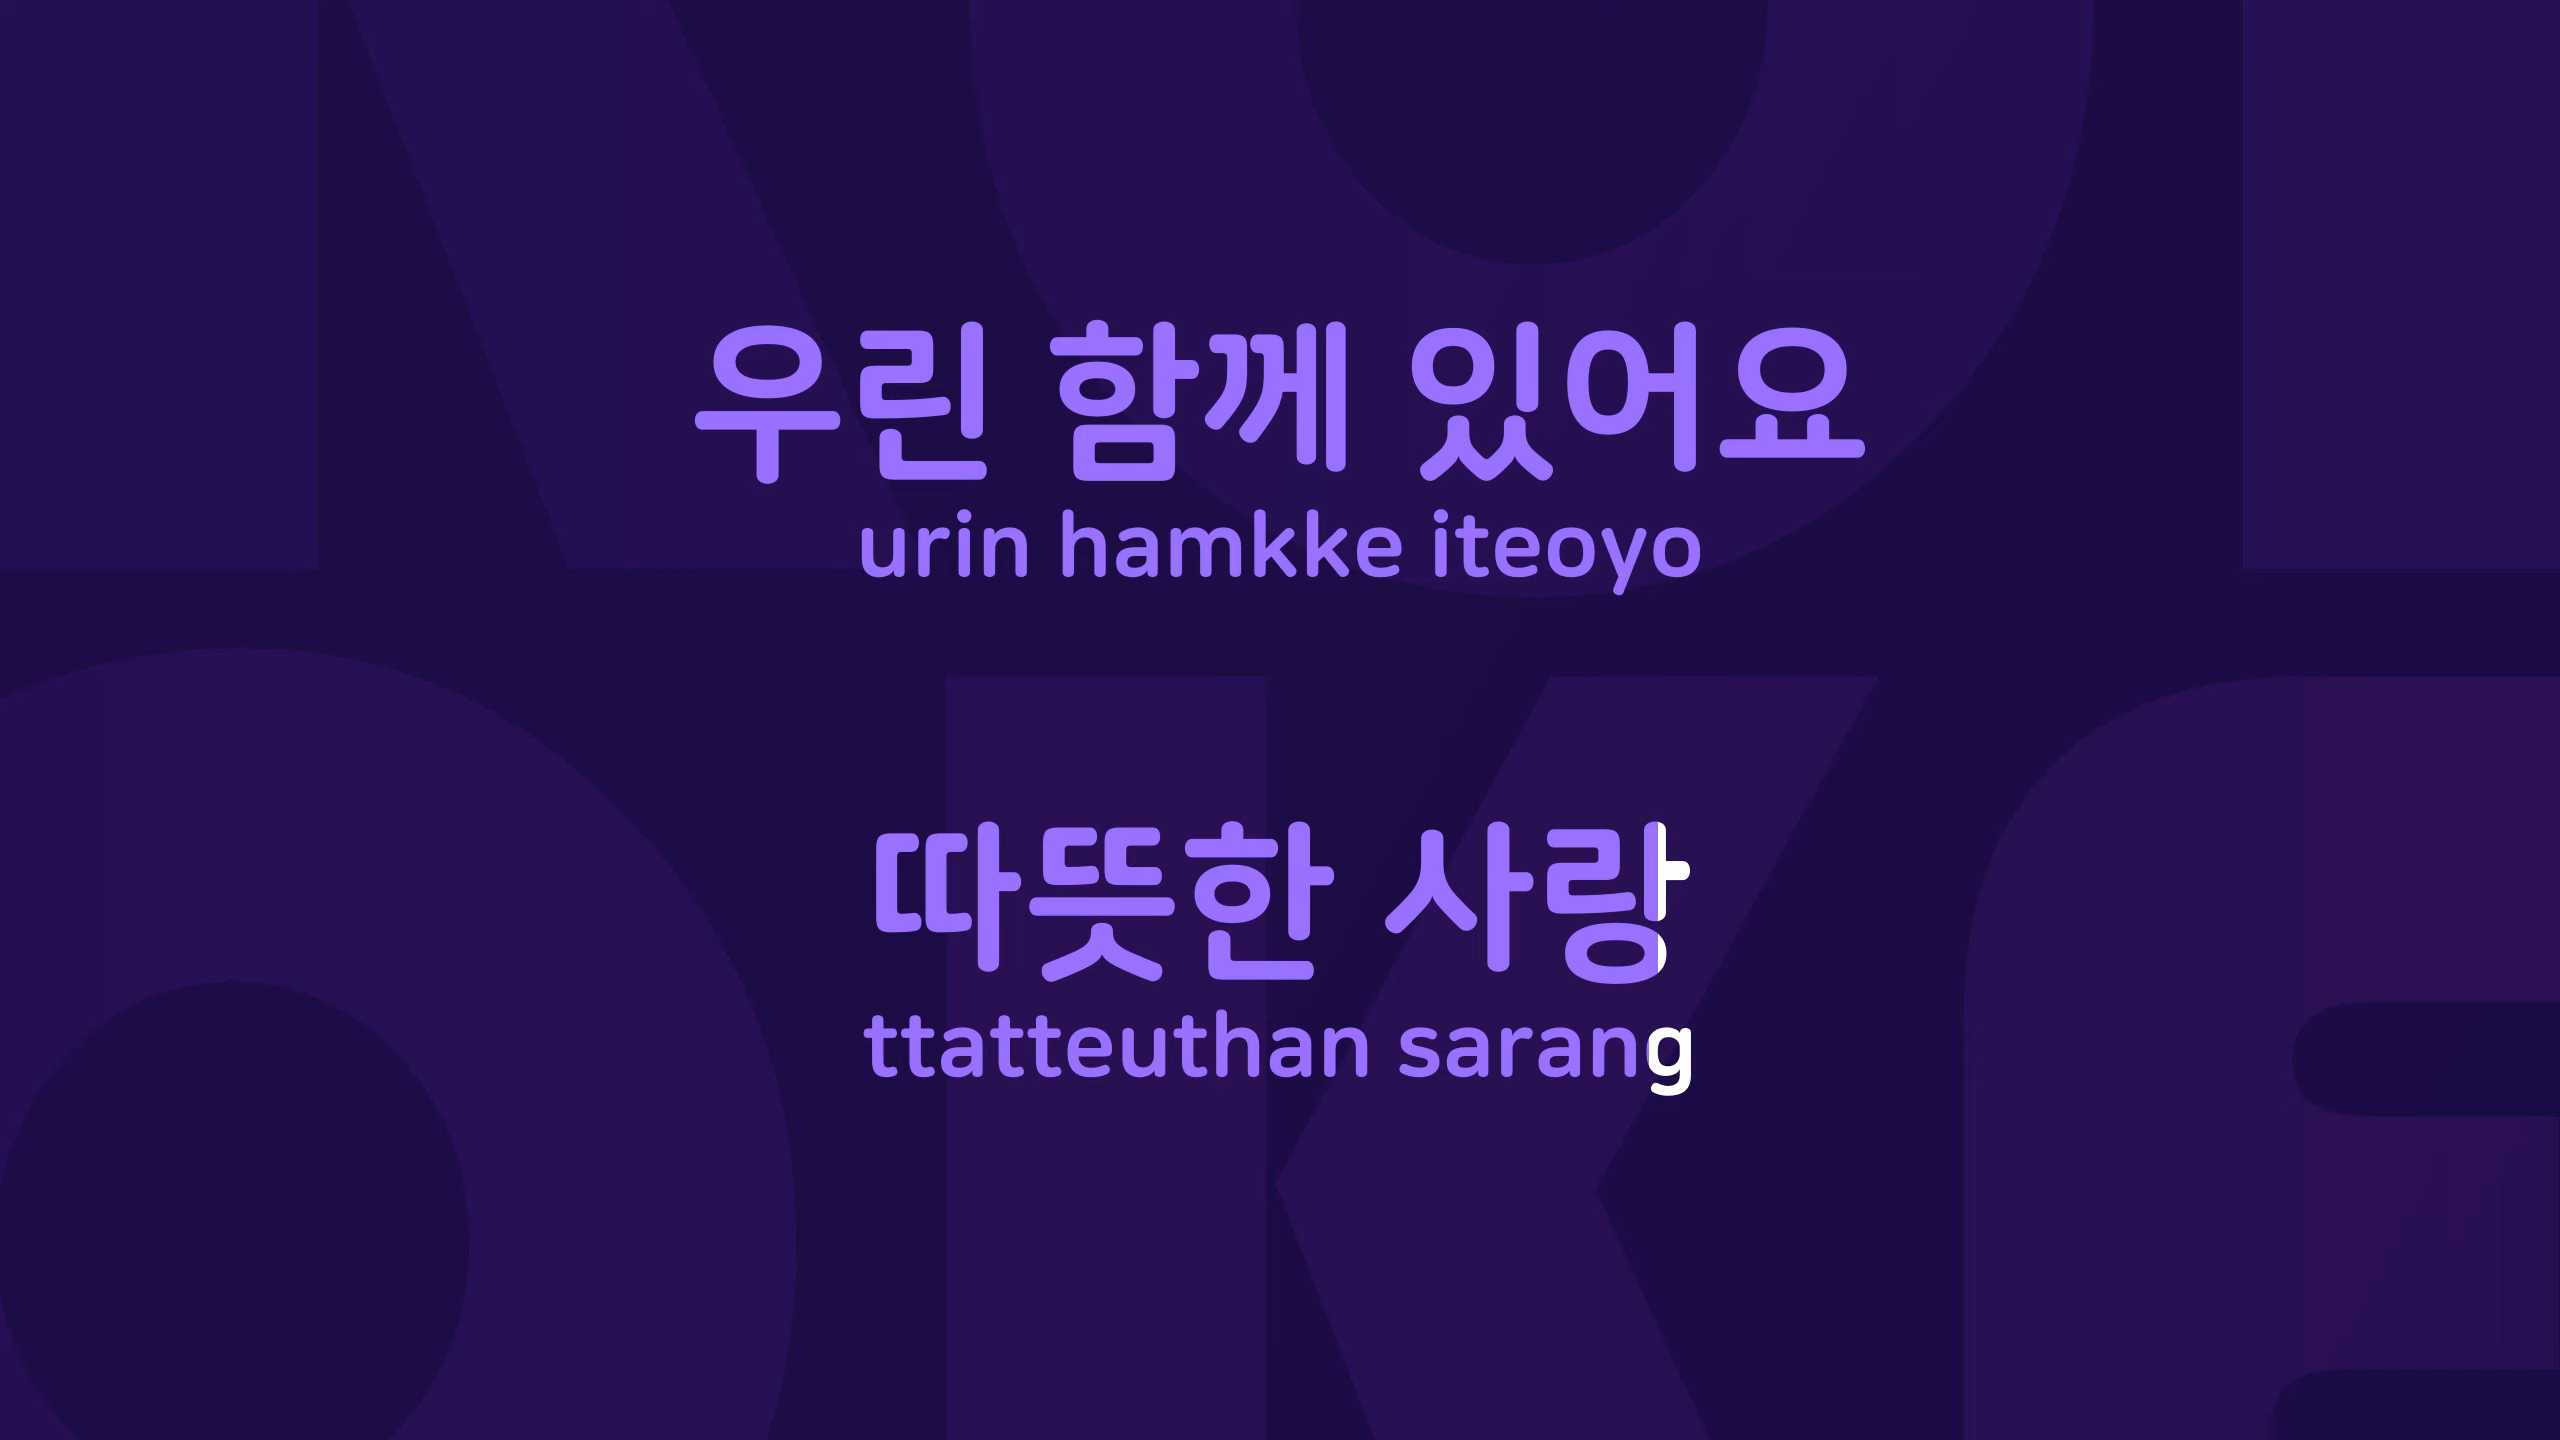 우린 함께 있어요
urin hamkke iteoyo
따뜻한 사랑
ttatteuthan sarang